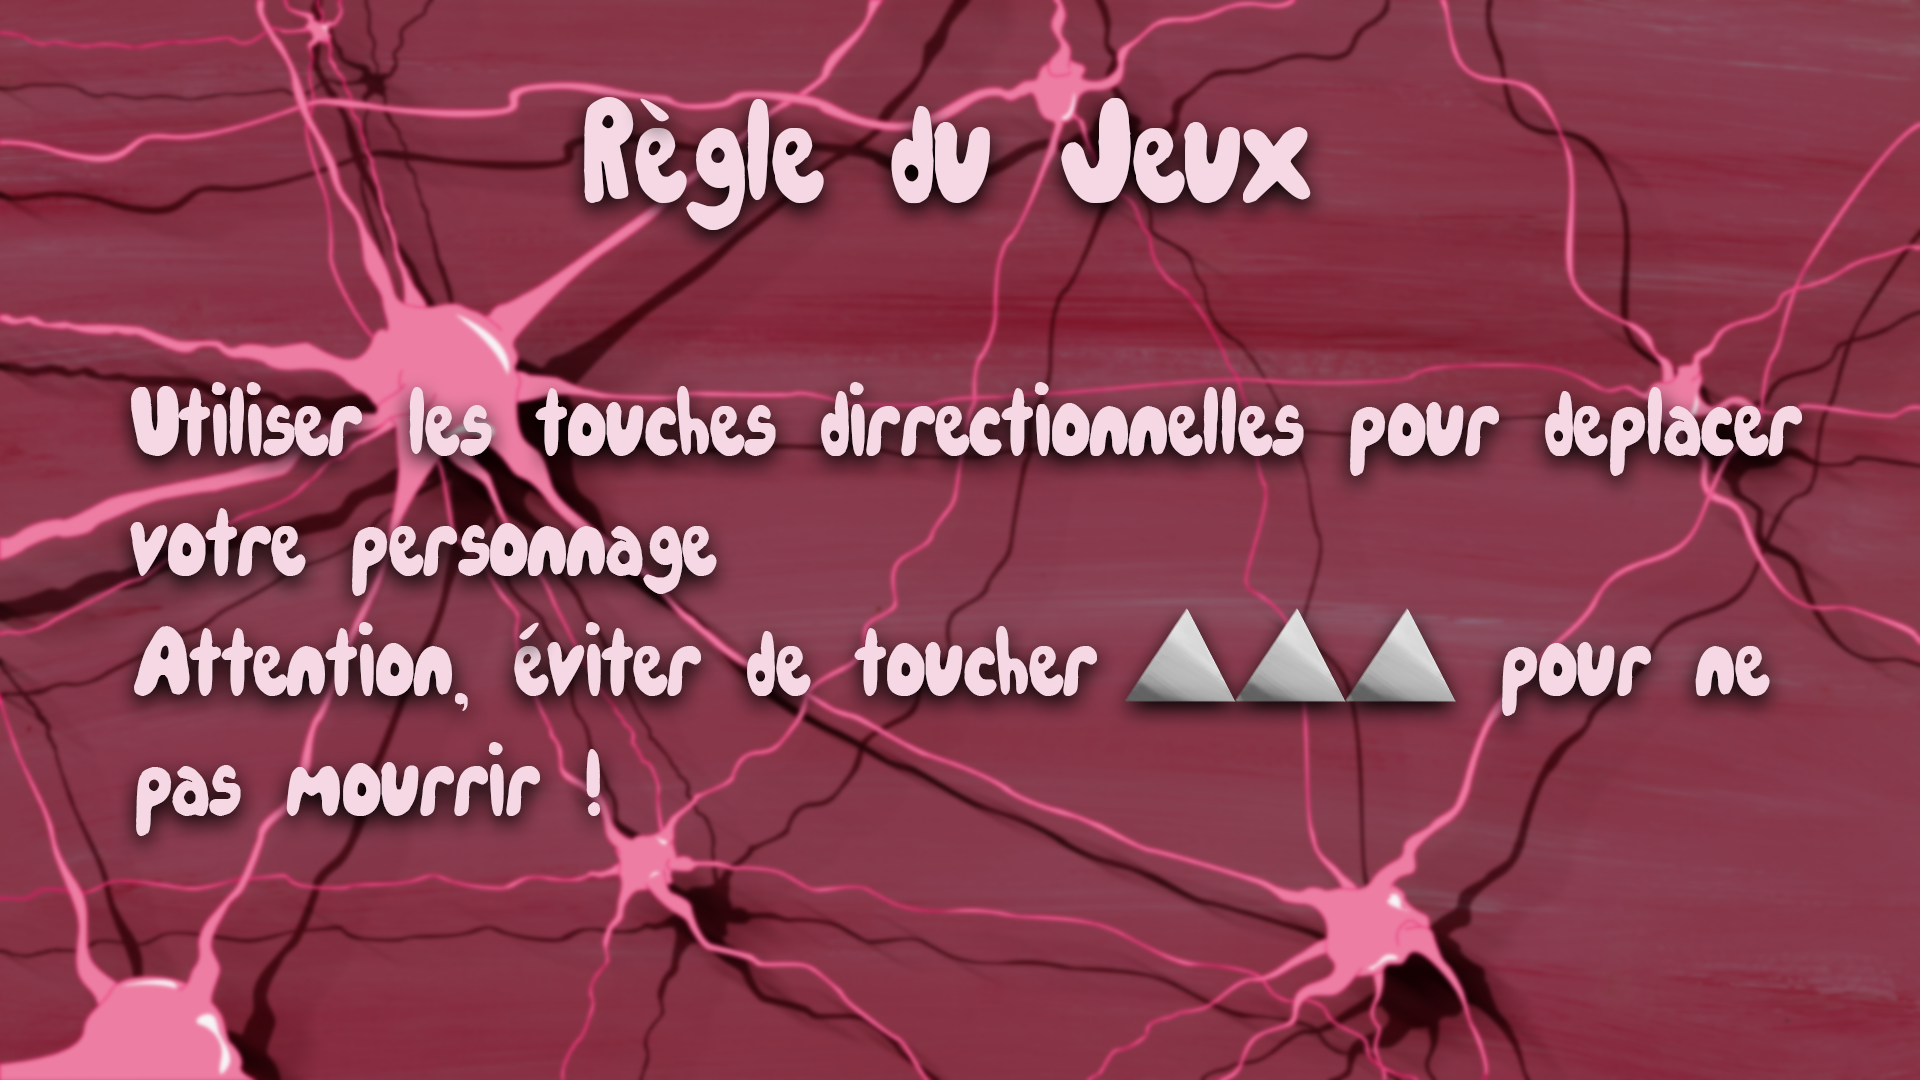 Règle du Jeux
Utiliser les touches dirrectionnelles pour deplacer
votre personnage
Attention, éviter de toucher pour ne
pas mourrir !